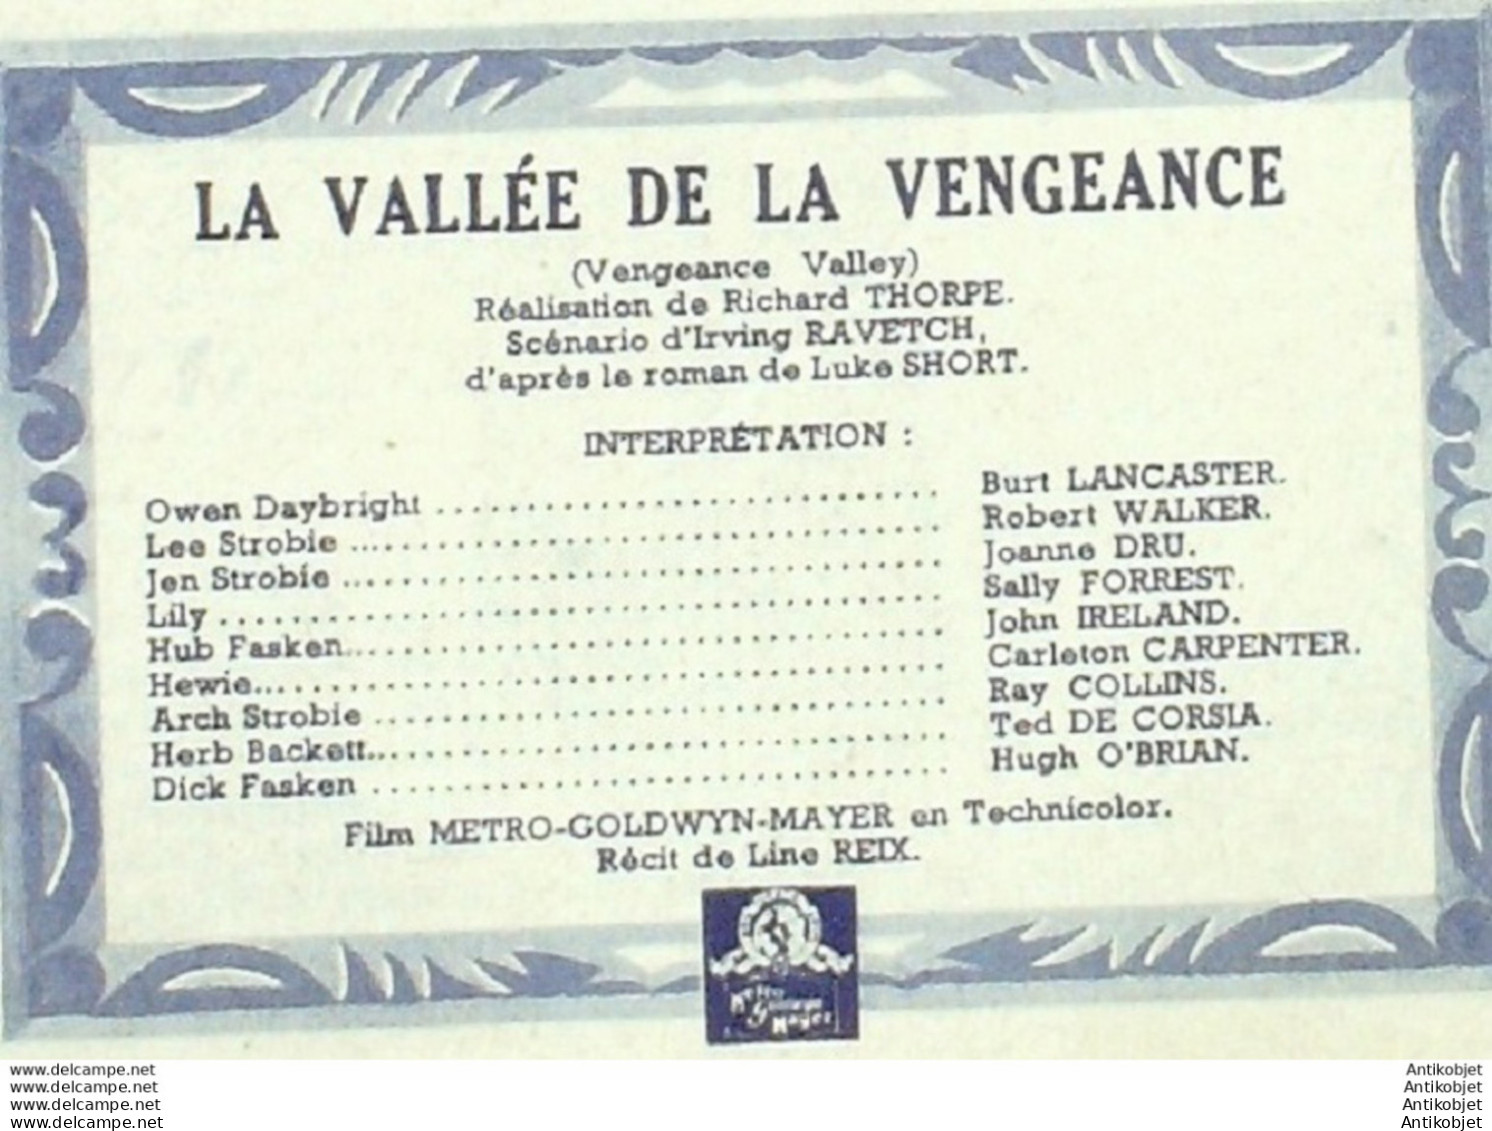 LA VALLÉE DE LA VENGEANCE
(Vengeance Valley)
Réalisation de Richard THORPE.
Scénario d'Irving RAVETCH,
d'après le roman de Luke SHORT.
INTERPRÉTATION :
Owen Daybright .......... Burt LANCASTER.
Lee Strobie .......... Robert WALKER.
Jen Strobie .......... Joanne DRU.
Lily .......... Sally FORREST.
Hub Fasken.......... John IRELAND.
Hewie.......... Carleton CARPENTER.
Arch Strobie .......... Ray COLLINS.
Herb Backett.......... Ted DE CORSIA.
Dick Fasken .......... Hugh O'BRIAN.
Film METRO-GOLDWYN-MAYER en Technicolor.
Récit de Line REIX.
Metro
Goldwyn
Mayer
www.delcampe.net Antikobjet
www.delcampe.net Antikobjet
www.delcampe.net Antikobjet
www.delcampe.net Antikobjet